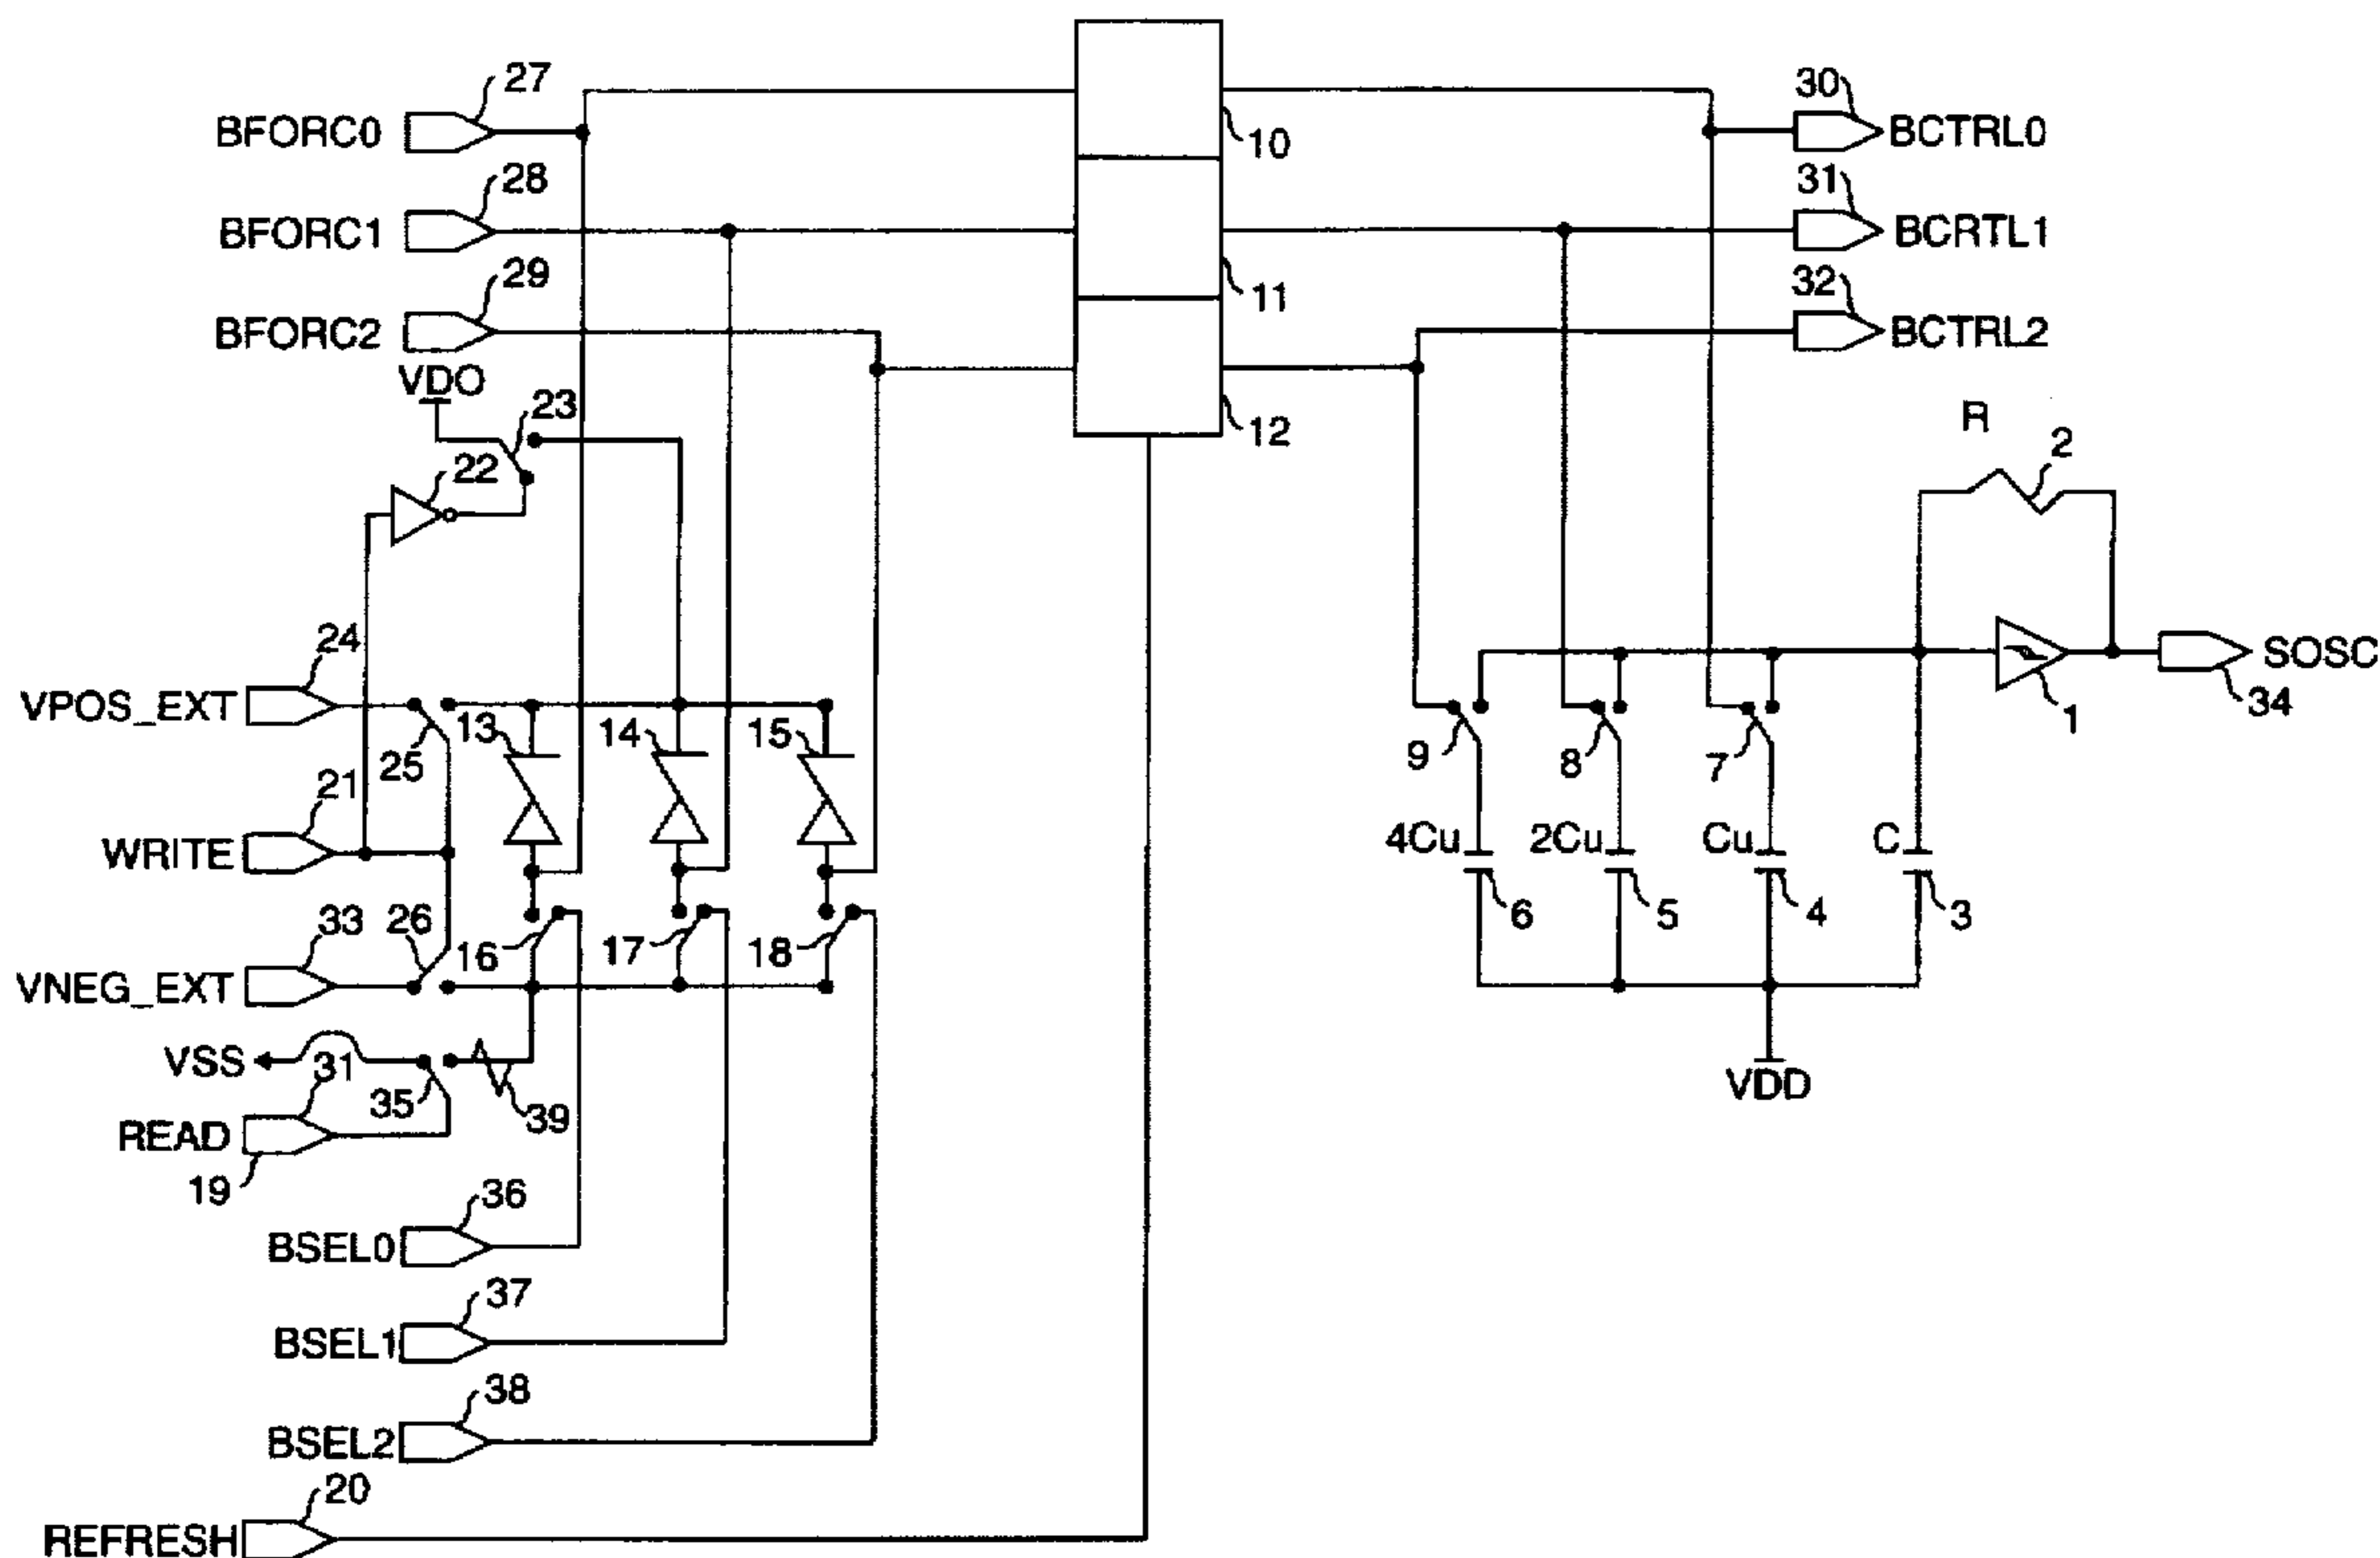 27
BFORC0
28
BFORC1
29
BFORC2
10
11
12
30
BCTRL0
31
BCRTL1
32
BCTRL2
VDO
23
22
R
2
24
VPOS_EXT
25
13
14
15
21
WRITE
33
26
VNEG_EXT
16
17
18
VSS
31
35
39
READ
19
36
BSEL0
37
BSEL1
38
BSEL2
20
REFRESH
9
8
7
1
SOSC
34
4Cu
2Cu
Cu
C
6
5
4
3
VDD